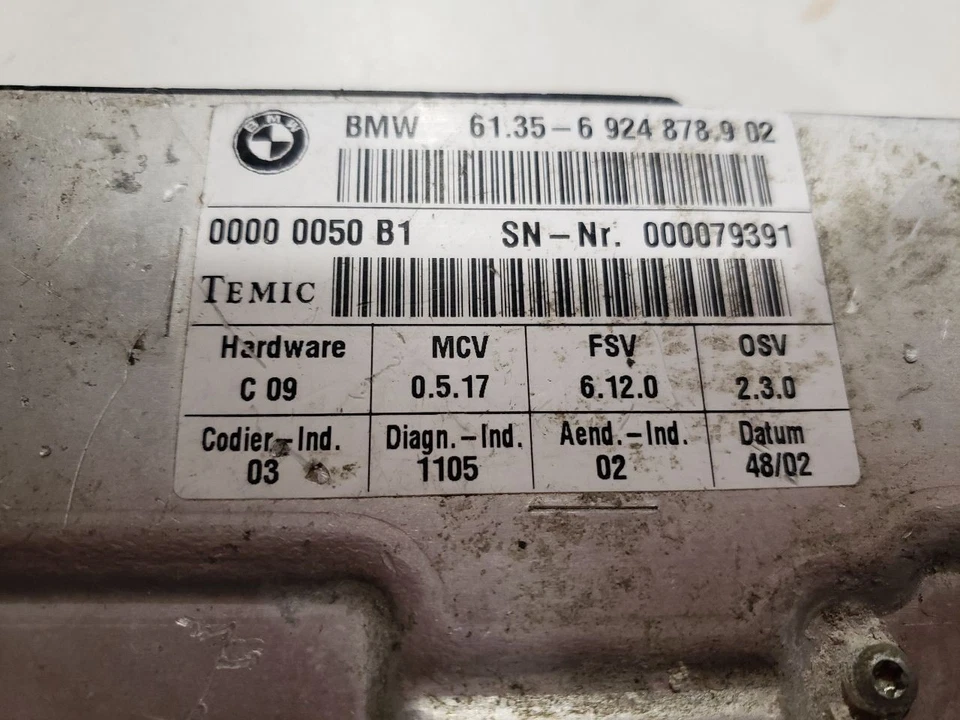 BMW
BMW 61.35-6 924 878.9 02
0000 0050 B1 SN-Nr. 000079391
TEMIC
Hardware MCV FSV OSV
C 09 0.5.17 6.12.0 2.3.0
Codier-Ind. Diagn.-Ind. Aend.-Ind. Datum
03 1105 02 48/02